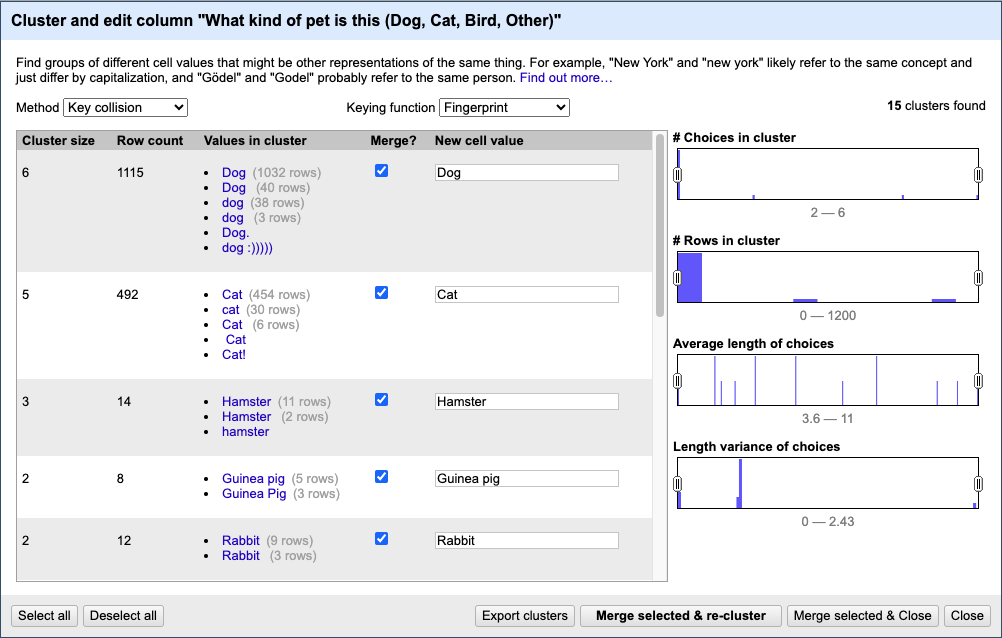 Cluster and edit column "What kind of pet is this (Dog, Cat, Bird, Other)"
Find groups of different cell values that might be other representations of the same thing. For example, "New York" and "new york" likely refer to the same concept and
just differ by capitalization, and "Gödel" and "Godel" probably refer to the same person. Find out more…
Method Key collision Keying function Fingerprint 15 clusters found
Cluster size Row count Values in cluster Merge? New cell value
6 1115 Dog (1032 rows) Dog
Dog (40 rows)
dog (38 rows)
dog (3 rows)
Dog.
dog :)))))
5 492 Cat (454 rows) Cat
cat (30 rows)
Cat (6 rows)
Cat
Cat!
3 14 Hamster (11 rows) Hamster
Hamster (2 rows)
hamster
2 8 Guinea pig (5 rows) Guinea pig
Guinea Pig (3 rows)
2 12 Rabbit (9 rows) Rabbit
Rabbit (3 rows)
# Choices in cluster
2 — 6
# Rows in cluster
0 — 1200
Average length of choices
3.6 — 11
Length variance of choices
0 — 2.43
Select all Deselect all Export clusters Merge selected & re-cluster Merge selected & Close Close